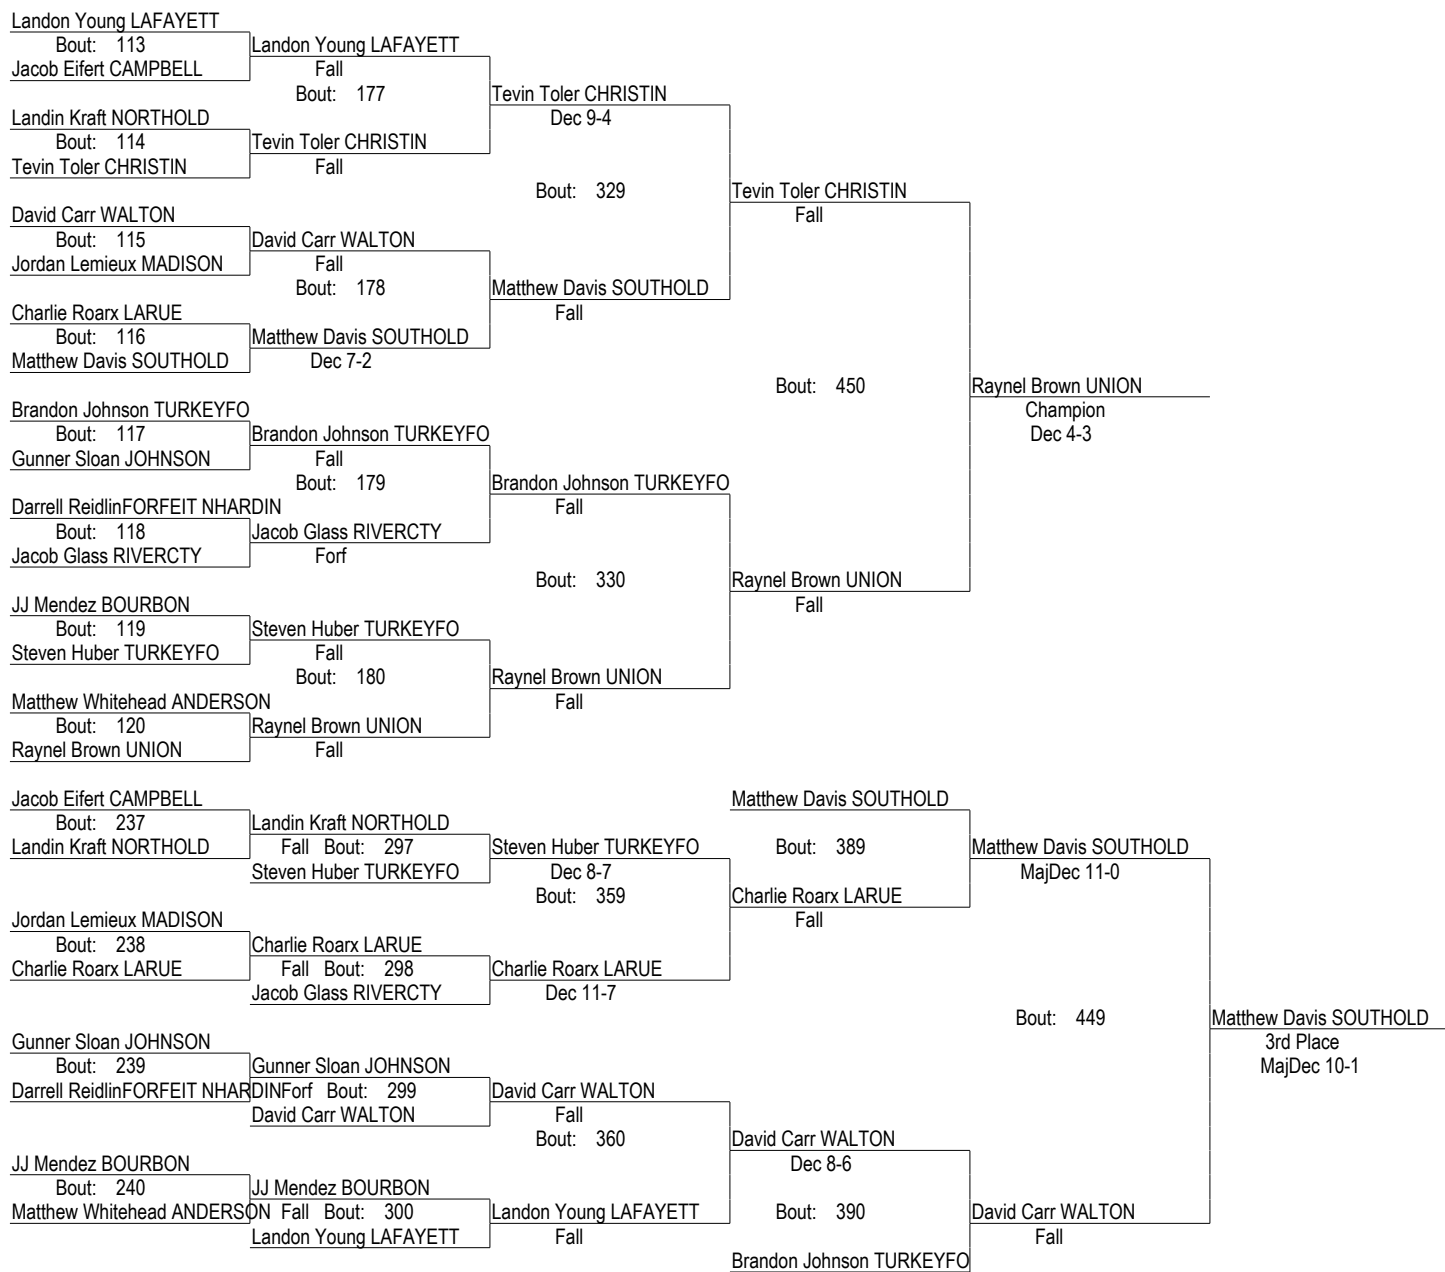 Landon Young LAFAYETT
Bout: 113
Landon Young LAFAYETT
Jacob Eifert CAMPBELL
Fall
Bout: 177
Tevin Toler CHRISTIN
Landin Kraft NORTHOLD
Dec 9-4
Bout: 114
Tevin Toler CHRISTIN
Tevin Toler CHRISTIN
Fall
Bout: 329
Tevin Toler CHRISTIN
David Carr WALTON
Fall
Bout: 115
David Carr WALTON
Jordan Lemieux MADISON
Fall
Bout: 178
Matthew Davis SOUTHOLD
Charlie Roarx LARUE
Fall
Bout: 116
Matthew Davis SOUTHOLD
Matthew Davis SOUTHOLD
Dec 7-2
Bout: 450
Raynel Brown UNION
Brandon Johnson TURKEYFO
Champion
Bout: 117
Brandon Johnson TURKEYFO
Dec 4-3
Gunner Sloan JOHNSON
Fall
Bout: 179
Brandon Johnson TURKEYFO
Darrell ReidlinFORFEIT NHARDIN
Fall
Bout: 118
Jacob Glass RIVERCTY
Jacob Glass RIVERCTY
Forf
Bout: 330
Raynel Brown UNION
JJ Mendez BOURBON
Fall
Bout: 119
Steven Huber TURKEYFO
Steven Huber TURKEYFO
Fall
Bout: 180
Raynel Brown UNION
Matthew Whitehead ANDERSON
Fall
Bout: 120
Raynel Brown UNION
Raynel Brown UNION
Fall
Jacob Eifert CAMPBELL
Matthew Davis SOUTHOLD
Bout: 237
Landin Kraft NORTHOLD
Landin Kraft NORTHOLD
Fall Bout: 297
Steven Huber TURKEYFO
Bout: 389
Matthew Davis SOUTHOLD
Steven Huber TURKEYFO
Dec 8-7
MajDec 11-0
Bout: 359
Charlie Roarx LARUE
Jordan Lemieux MADISON
Fall
Bout: 238
Charlie Roarx LARUE
Charlie Roarx LARUE
Fall Bout: 298
Charlie Roarx LARUE
Jacob Glass RIVERCTY
Dec 11-7
Bout: 449
Matthew Davis SOUTHOLD
Gunner Sloan JOHNSON
3rd Place
Bout: 239
Gunner Sloan JOHNSON
MajDec 10-1
Darrell ReidlinFORFEIT NHARDINForf Bout: 299
David Carr WALTON
David Carr WALTON
Fall
Bout: 360
David Carr WALTON
JJ Mendez BOURBON
Dec 8-6
Bout: 240
JJ Mendez BOURBON
Matthew Whitehead ANDERSON Fall Bout: 300
Landon Young LAFAYETT
Bout: 390
David Carr WALTON
Landon Young LAFAYETT
Fall
Fall
Brandon Johnson TURKEYFO